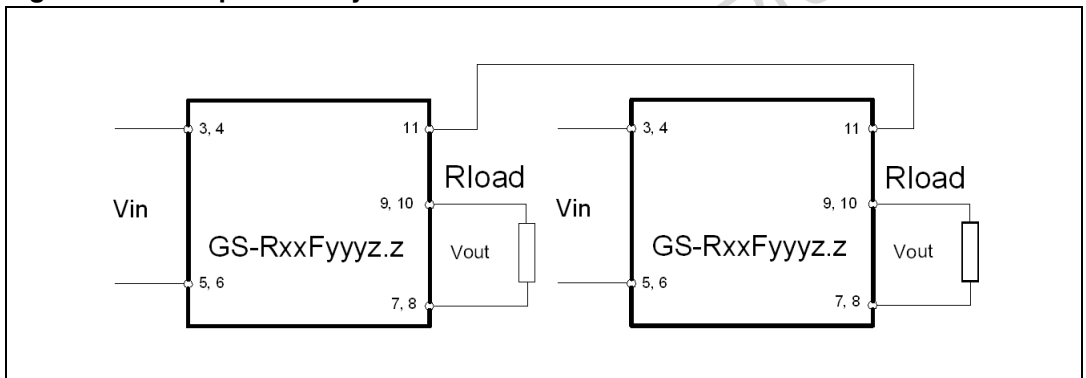 3, 4
11
Rload
9, 10
Vin
GS-RxxFyyyz.z
Vout
5, 6
7, 8
3, 4
11
Rload
9, 10
Vin
GS-RxxFyyyz.z
Vout
5, 6
7, 8